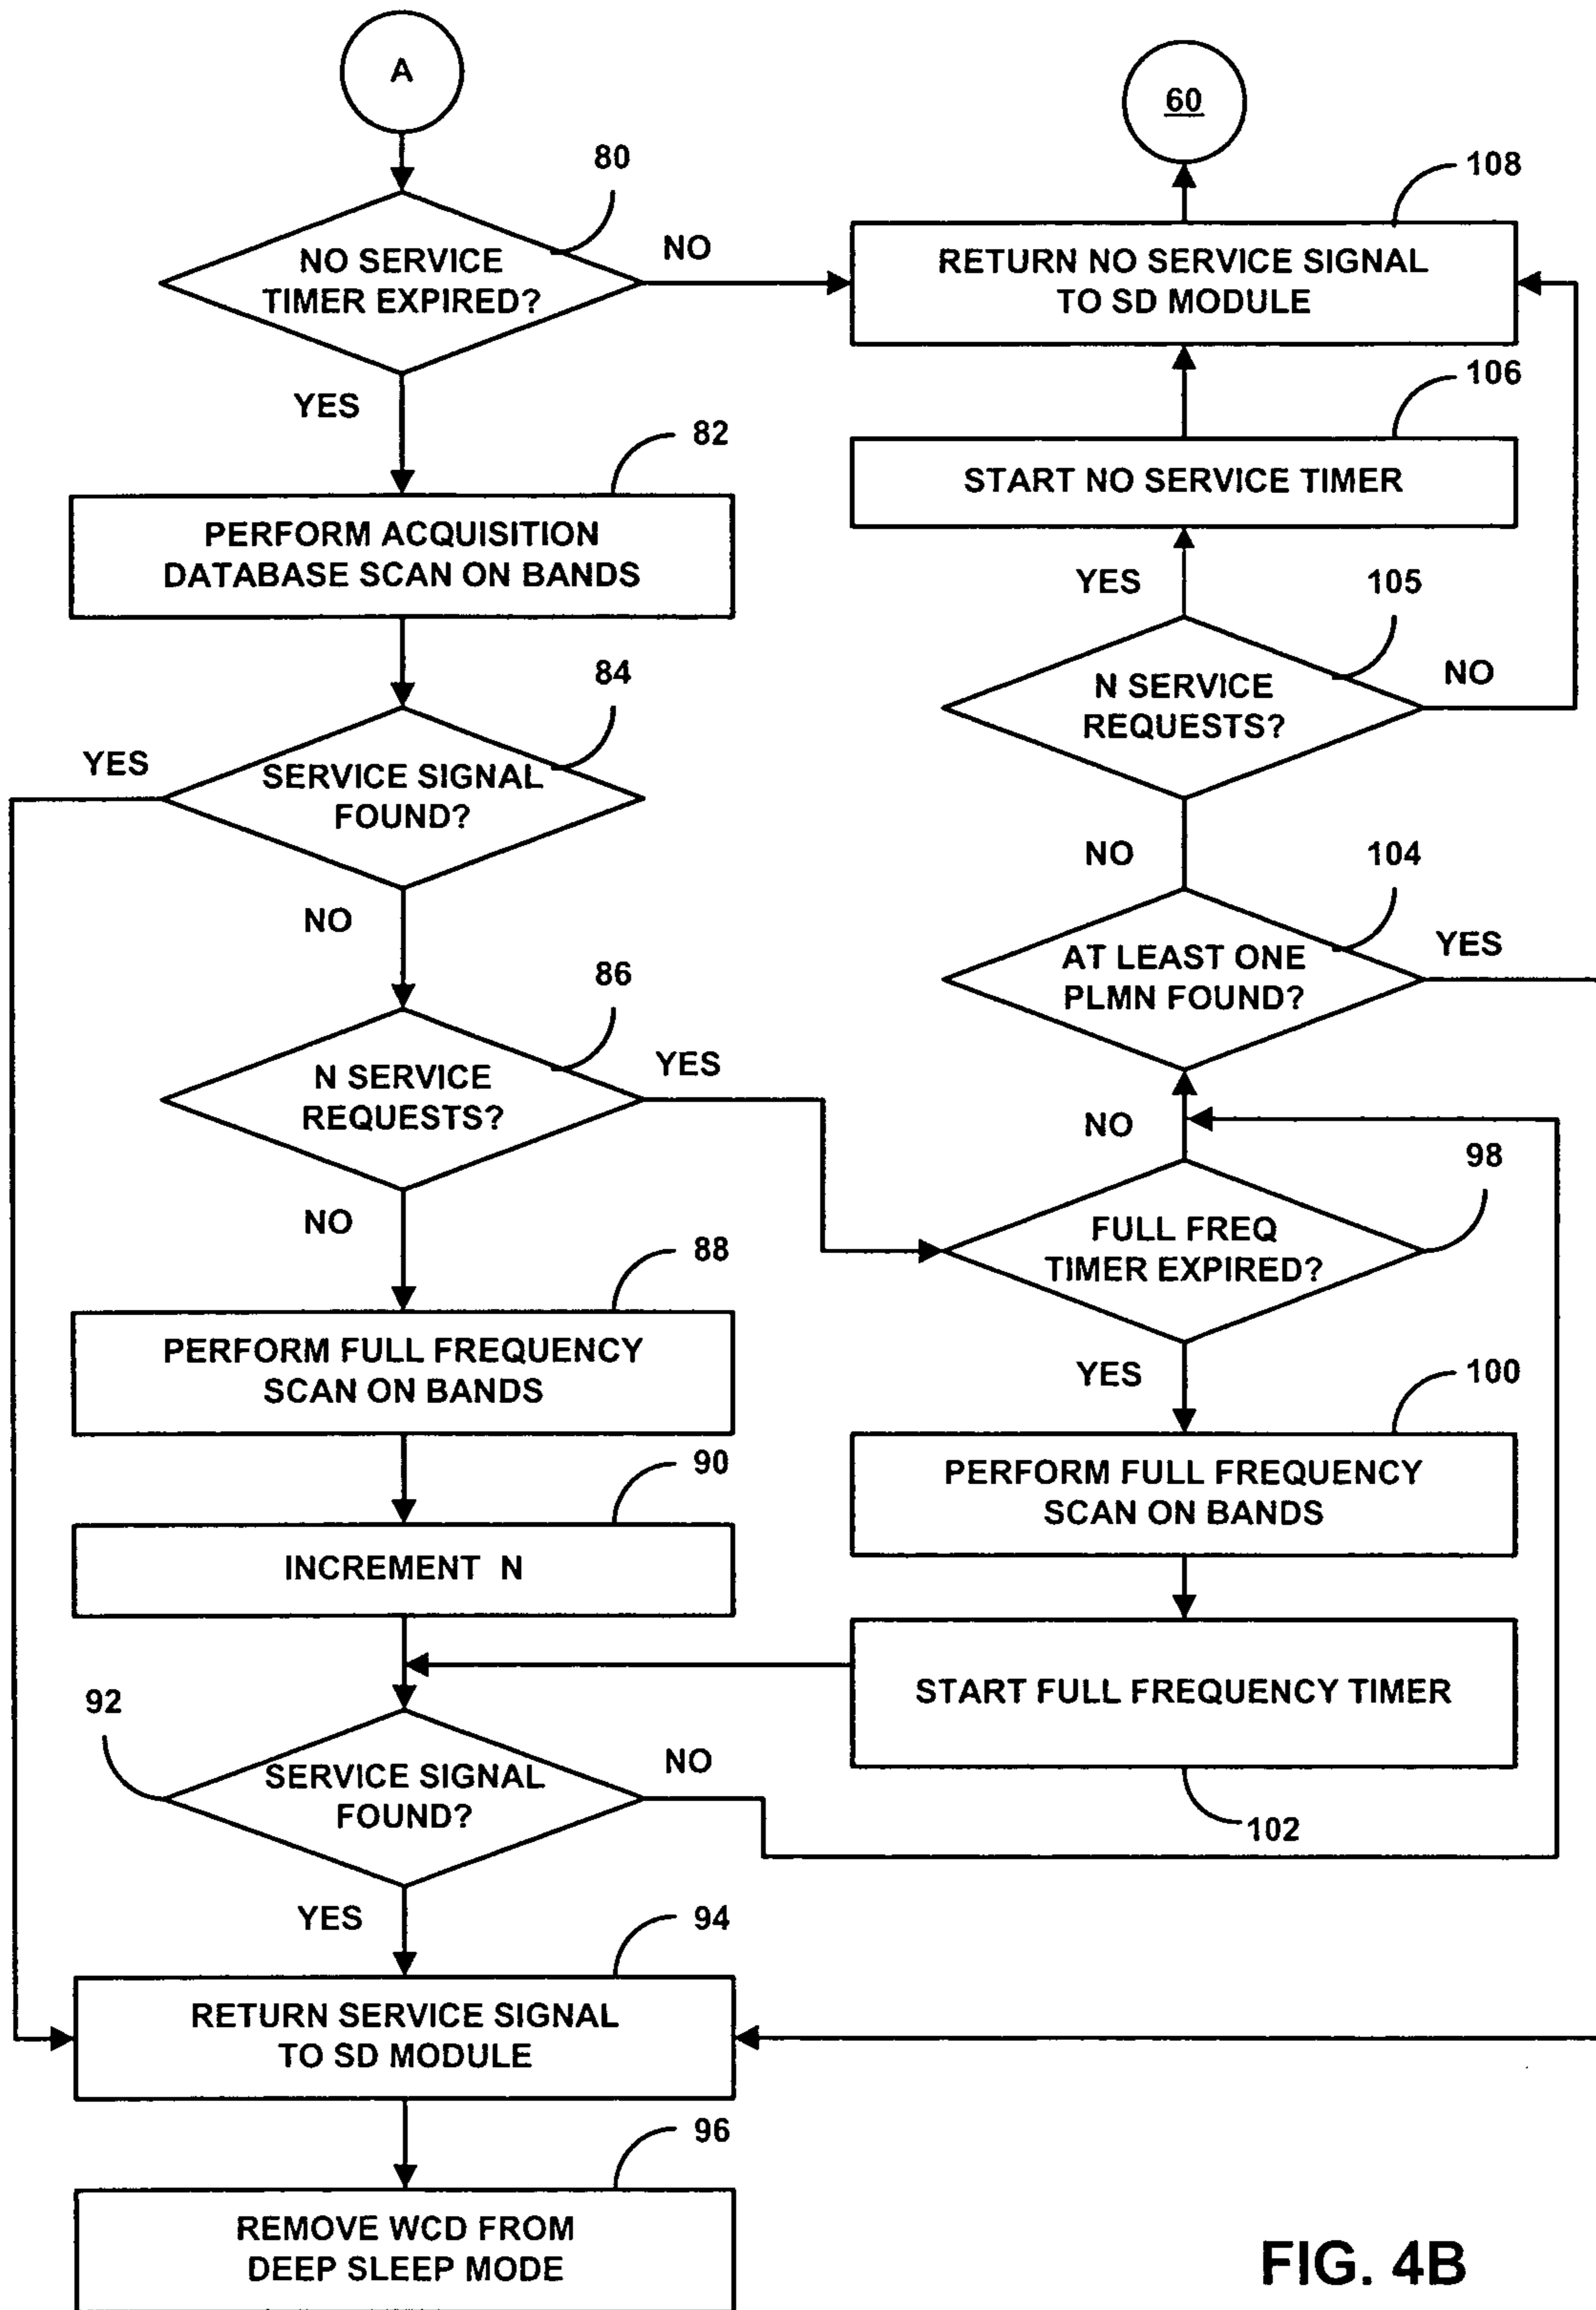 A
80
NO SERVICE
TIMER EXPIRED?
NO
YES
82
PERFORM ACQUISITION
DATABASE SCAN ON BANDS
84
YES
SERVICE SIGNAL
FOUND?
NO
86
N SERVICE
REQUESTS?
YES
NO
88
PERFORM FULL FREQUENCY
SCAN ON BANDS
90
INCREMENT N
92
SERVICE SIGNAL
FOUND?
NO
YES
94
RETURN SERVICE SIGNAL
TO SD MODULE
96
REMOVE WCD FROM
DEEP SLEEP MODE
60
108
RETURN NO SERVICE SIGNAL
TO SD MODULE
106
START NO SERVICE TIMER
YES
105
N SERVICE
REQUESTS?
NO
NO
104
AT LEAST ONE
PLMN FOUND?
YES
NO
98
FULL FREQ
TIMER EXPIRED?
YES
100
PERFORM FULL FREQUENCY
SCAN ON BANDS
START FULL FREQUENCY TIMER
102
FIG. 4B